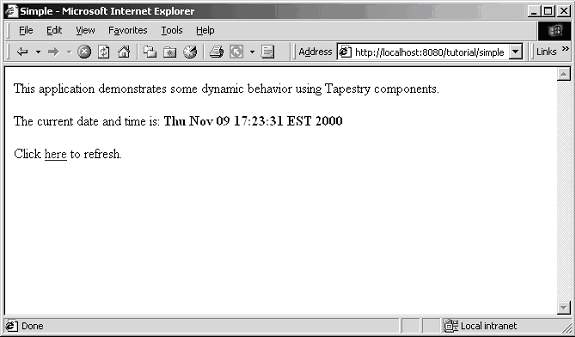 Simple - Microsoft Internet Explorer
File Edit View Favorites Tools Help
Address http://localhost:8080/tutorial/simple Links »
This application demonstrates some dynamic behavior using Tapestry components.
The current date and time is: Thu Nov 09 17:23:31 EST 2000
Click here to refresh.
Done Local intranet